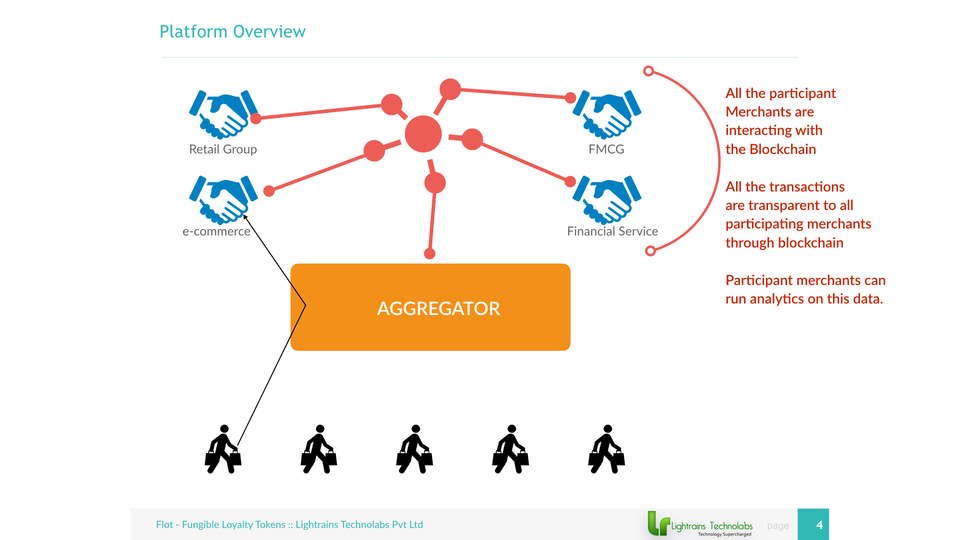 Platform Overview
Retail Group
FMCG
e-commerce
Financial Service
All the participant
Merchants are
interacting with
the Blockchain
All the transactions
are transparent to all
participating merchants
through blockchain
Participant merchants can
run analytics on this data.
AGGREGATOR
Flot - Fungible Loyalty Tokens :: Lightrains Technolabs Pvt Ltd
Lightrains Technolabs
Technology Supercharged
page
4